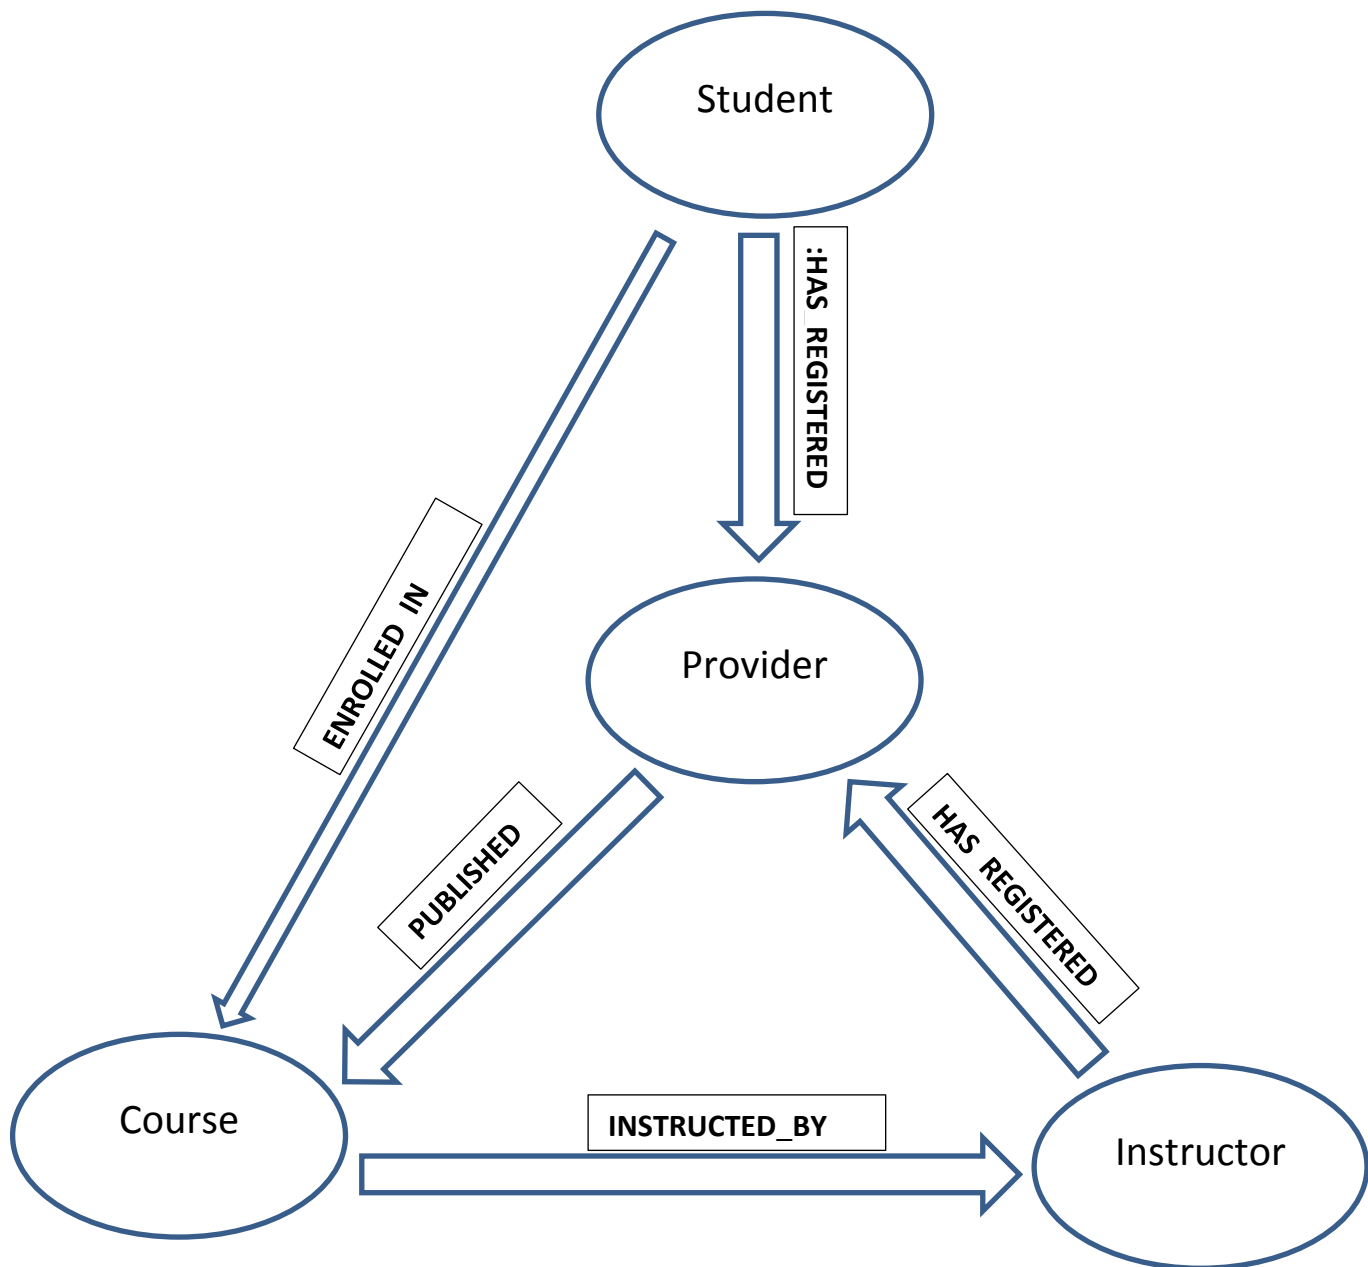 Student
:HAS_REGISTERED
ENROLLED_IN
Provider
PUBLISHED
HAS_REGISTERED
Course
INSTRUCTED_BY
Instructor